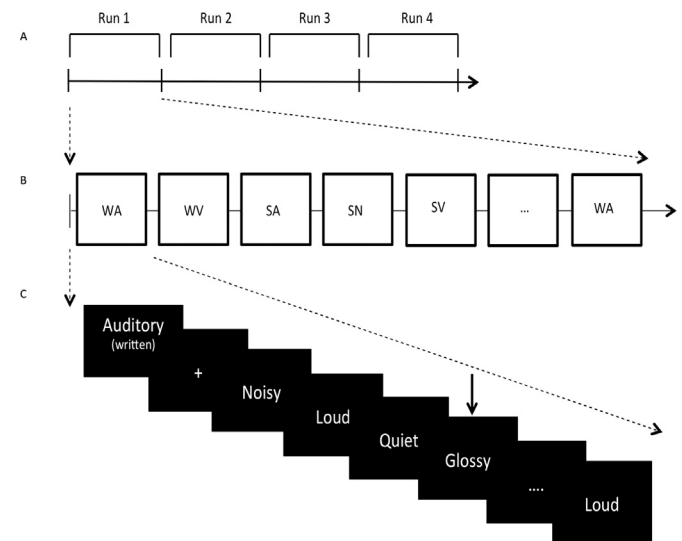 Run 1
Run 2
Run 3
Run 4
A
B
WA
WV
SA
SN
SV
...
WA
C
Auditory
(written)
+
Noisy
Loud
Quiet
Glossy
....
Loud